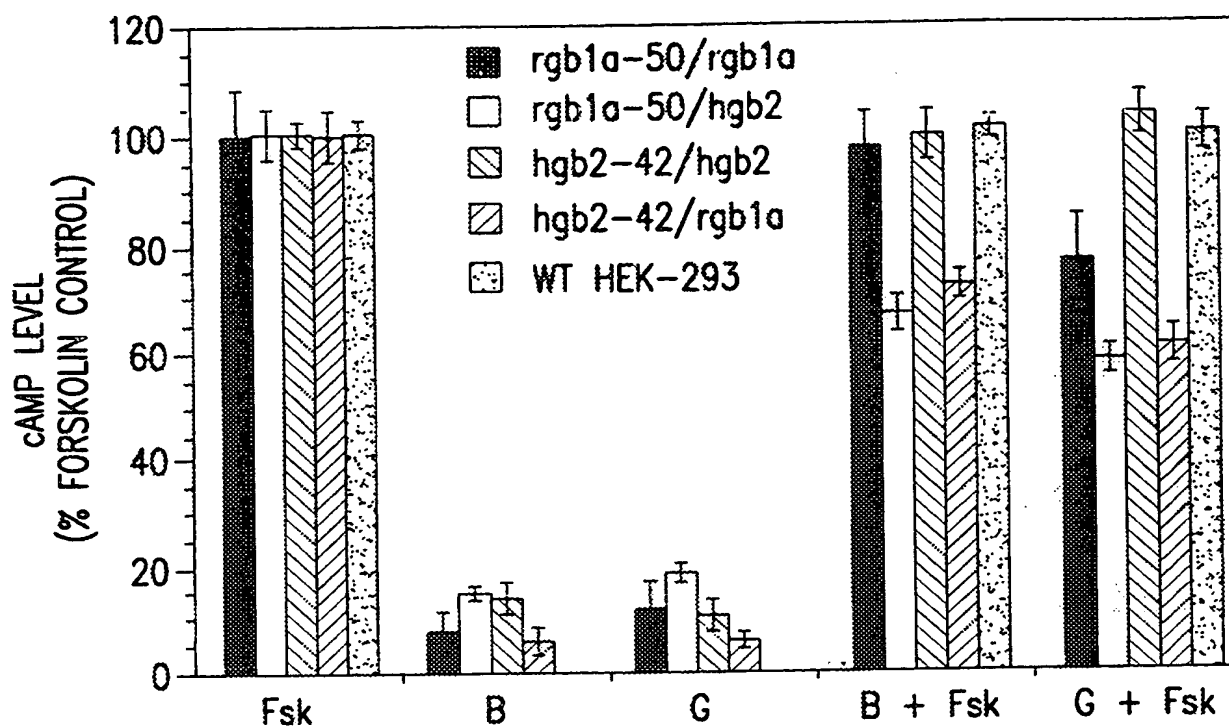 120
100
80
60
40
20
0
cAMP LEVEL
(% FORSKOLIN CONTROL)
rgb1a-50/rgb1a
rgb1a-50/hgb2
hgb2-42/hgb2
hgb2-42/rgb1a
WT HEK-293
Fsk
B
G
B + Fsk
G + Fsk